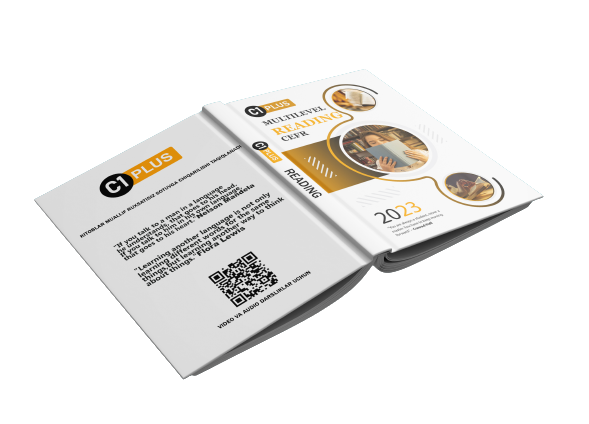 C1 PLUS
KITOBLAR MUALLIF RUXSATISIZ SOTUVGA CHIQARILISHI TAQIQLANADI
"If you talk to a man in a language
he understands, that goes to his head.
If you talk to him in his own language,
that goes to his heart. Nelson Mandela
"Learning another language is not only
learning different words for the same
things, but learning another way to think
about things. Flora Lewis
VIDEO VA AUDIO DARSLIKLAR UCHUN
C1
PLUS
READING
C1 PLUS
MULTILEVEL
READING
CEFR
2023